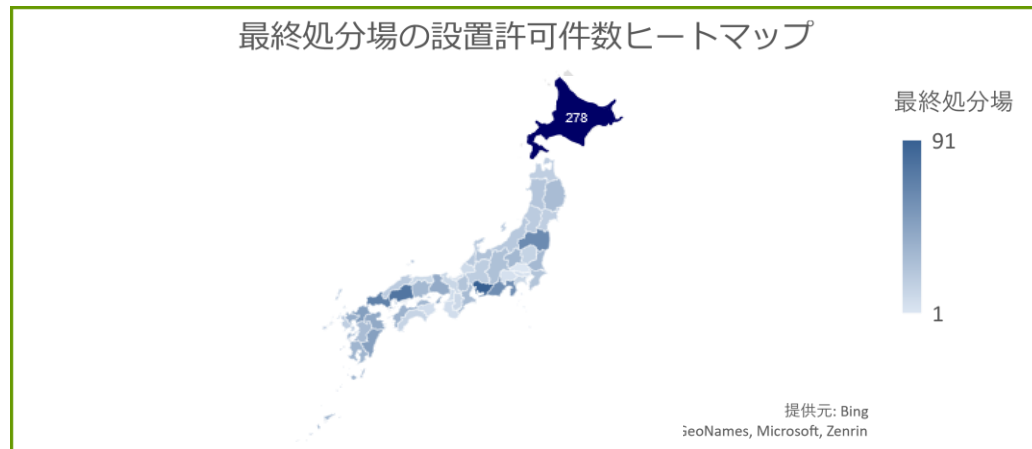 最終処分場の設置許可件数ヒートマップ
278
最終処分場
91
1
提供元: Bing
GeoNames, Microsoft, Zenrin